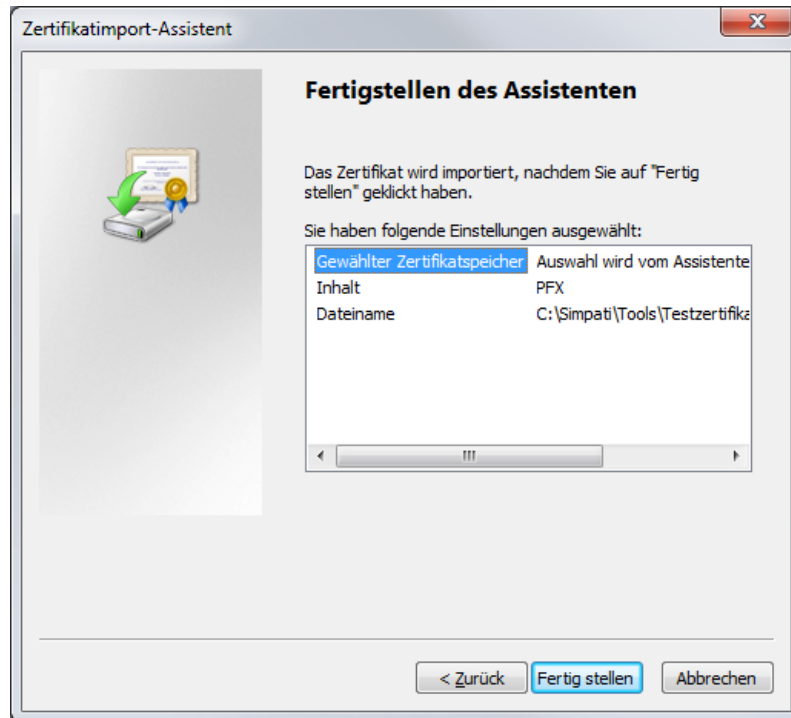 Zertifikatimport-Assistent
Fertigstellen des Assistenten
Das Zertifikat wird importiert, nachdem Sie auf "Fertig
stellen" geklickt haben.
Sie haben folgende Einstellungen ausgewählt:
Gewählter Zertifikatspeicher Auswahl wird vom Assistente
Inhalt PFX
Dateiname C:\Simpati\Tools\Testzertifika
< Zurück Fertig stellen Abbrechen